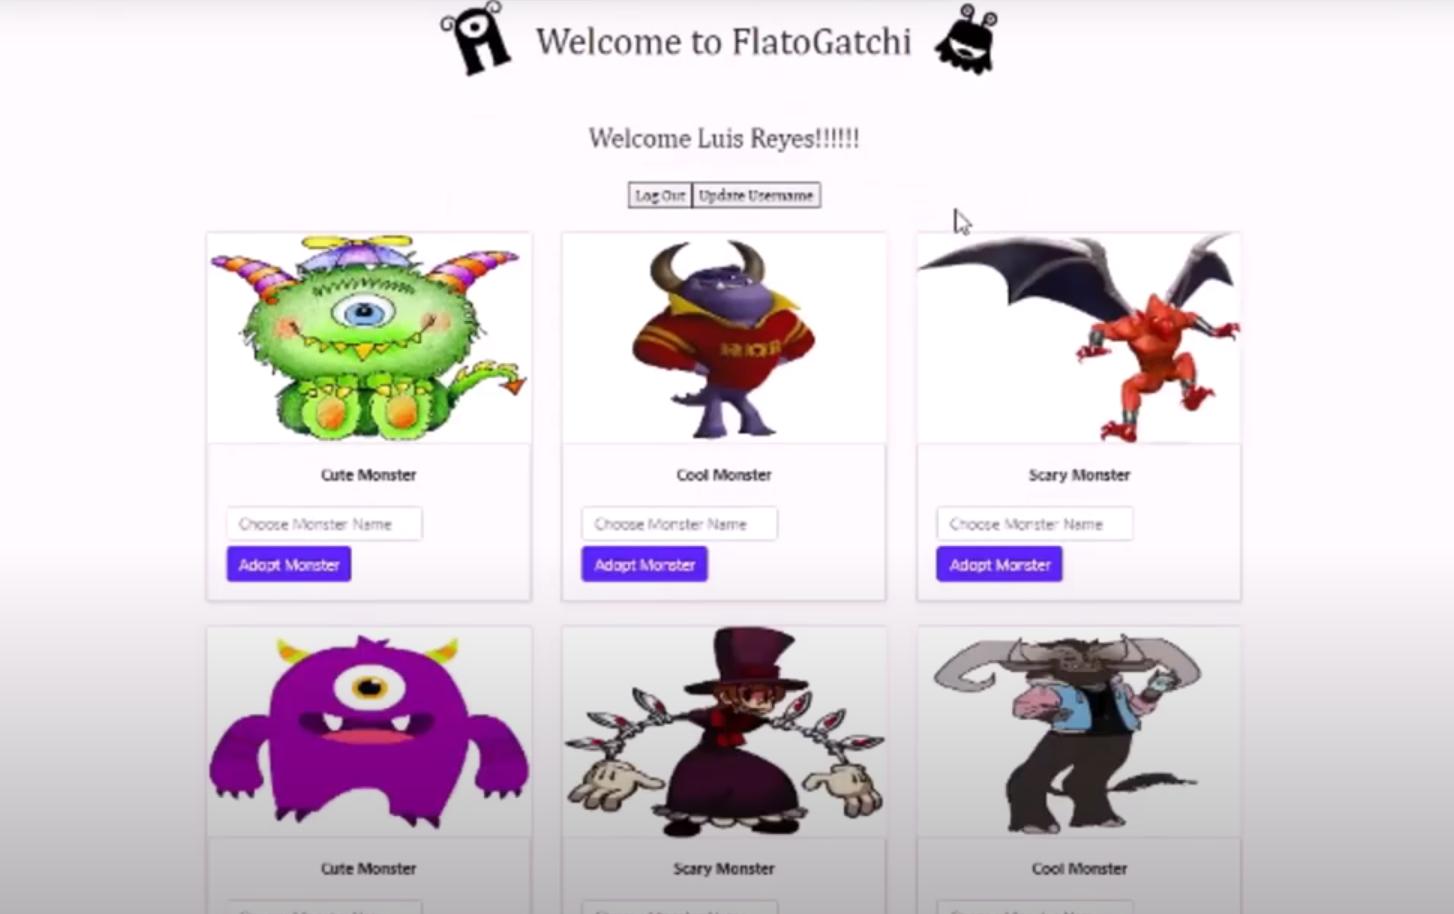 Welcome to FlatoGatchi
Welcome Luis Reyes!!!!!!
Log Out Update Username
Cute Monster Cool Monster Scary Monster
Choose Monster Name Choose Monster Name Choose Monster Name
Adopt Monster Adopt Monster Adopt Monster
Cute Monster Scary Monster Cool Monster